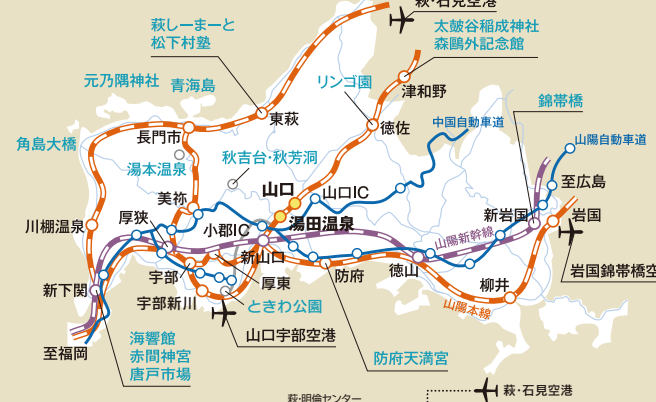 萩・石見空港
萩しーまーと
松下村塾
太皷谷稲成神社
森鷗外記念館
元乃隅神社
青海島
リンゴ園
津和野
錦帯橋
東萩
徳佐
中国自動車道
長門市
山陽自動車道
角島大橋
湯本温泉
秋吉台・秋芳洞
至広島
山口
山口IC
美祢
川棚温泉
厚狭
小郡IC
湯田温泉
新岩国
岩国
山陽新幹線
新山口
宇部
厚東
防府
徳山
岩国錦帯橋空
新下関
柳井
宇部新川
ときわ公園
山陽本線
山口宇部空港
至福岡
海響館
赤間神宮
唐戸市場
防府天満宮
萩・明倫センター
萩・石見空港